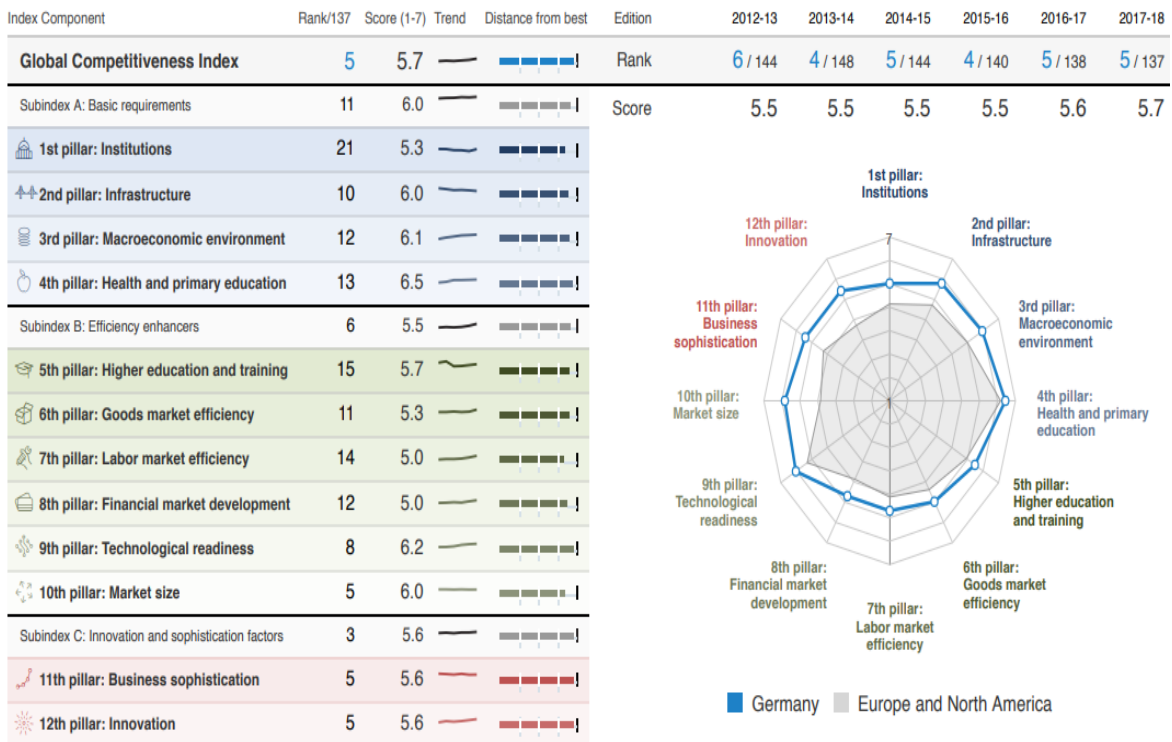 Index Component Rank/137 Score (1-7) Trend Distance from best
Global Competitiveness Index 5 5.7
Subindex A: Basic requirements 11 6.0
1st pillar: Institutions 21 5.3
2nd pillar: Infrastructure 10 6.0
3rd pillar: Macroeconomic environment 12 6.1
4th pillar: Health and primary education 13 6.5
Subindex B: Efficiency enhancers 6 5.5
5th pillar: Higher education and training 15 5.7
6th pillar: Goods market efficiency 11 5.3
7th pillar: Labor market efficiency 14 5.0
8th pillar: Financial market development 12 5.0
9th pillar: Technological readiness 8 6.2
10th pillar: Market size 5 6.0
Subindex C: Innovation and sophistication factors 3 5.6
11th pillar: Business sophistication 5 5.6
12th pillar: Innovation 5 5.6
Edition 2012-13 2013-14 2014-15 2015-16 2016-17 2017-18
Rank 6 / 144 4 / 148 5 / 144 4 / 140 5 / 138 5 / 137
Score 5.5 5.5 5.5 5.5 5.6 5.7
1st pillar:
Institutions
2nd pillar:
Infrastructure
3rd pillar:
Macroeconomic
environment
4th pillar:
Health and primary
education
5th pillar:
Higher education
and training
6th pillar:
Goods market
efficiency
7th pillar:
Labor market
efficiency
8th pillar:
Financial market
development
9th pillar:
Technological
readiness
10th pillar:
Market size
11th pillar:
Business
sophistication
12th pillar:
Innovation
7
1
Germany Europe and North America